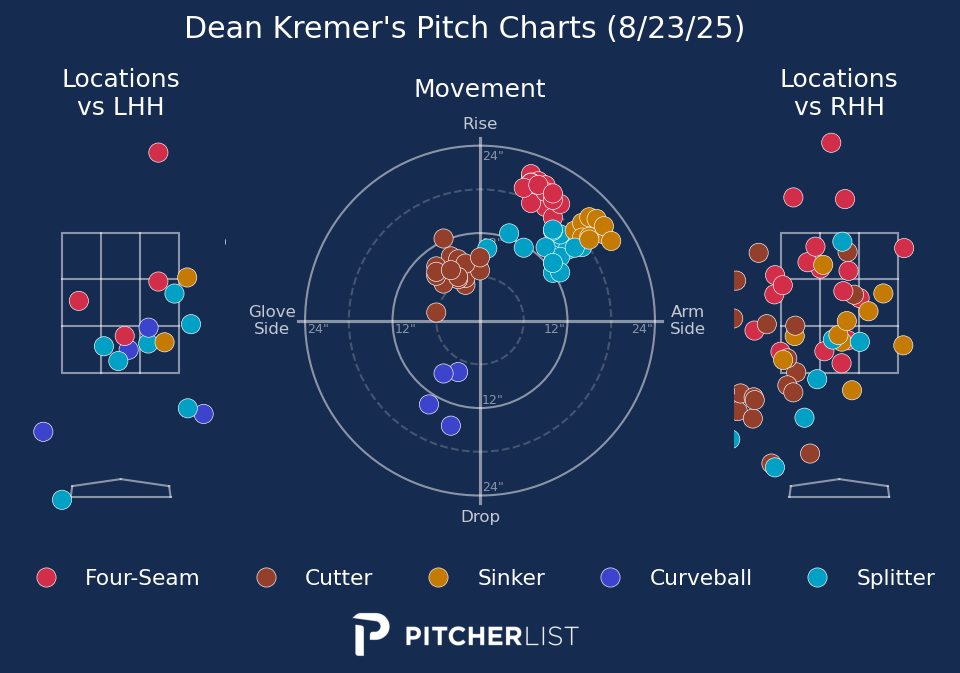 Dean Kremer's Pitch Charts (8/23/25)
Locations
vs LHH
Movement
Locations
vs RHH
Rise
24"
Glove
Side
24"
12"
12"
24"
Arm
Side
12"
24"
Drop
Four-Seam
Cutter
Sinker
Curveball
Splitter
PITCHERLIST